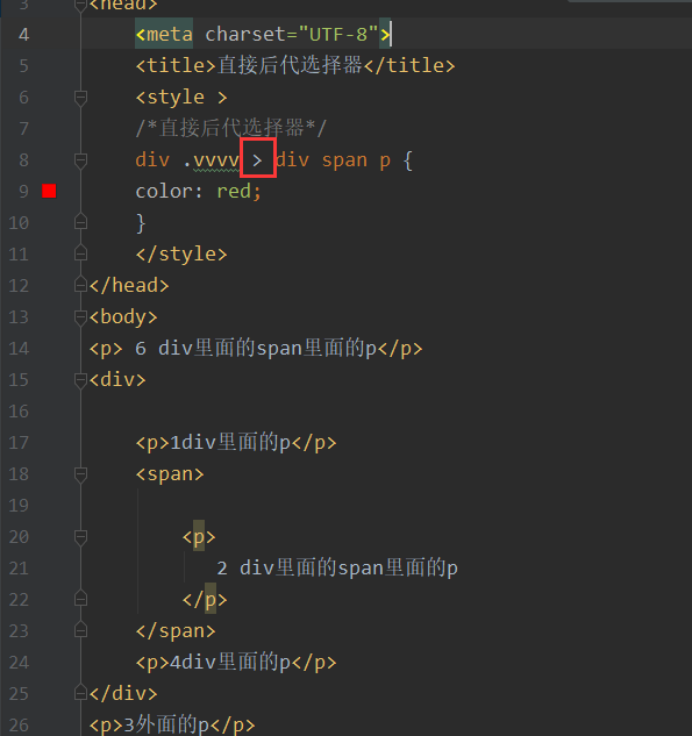 3 <head>
4 <meta charset="UTF-8">
5 <title>直接后代选择器</title>
6 <style >
7 /*直接后代选择器*/
8 div .vvvv > div span p {
9 color: red;
10 }
11 </style>
12 </head>
13 <body>
14 <p> 6 div里面的span里面的p</p>
15 <div>
16
17 <p>1div里面的p</p>
18 <span>
19
20 <p>
21 2 div里面的span里面的p
22 </p>
23 </span>
24 <p>4div里面的p</p>
25 </div>
26 <p>3外面的p</p>